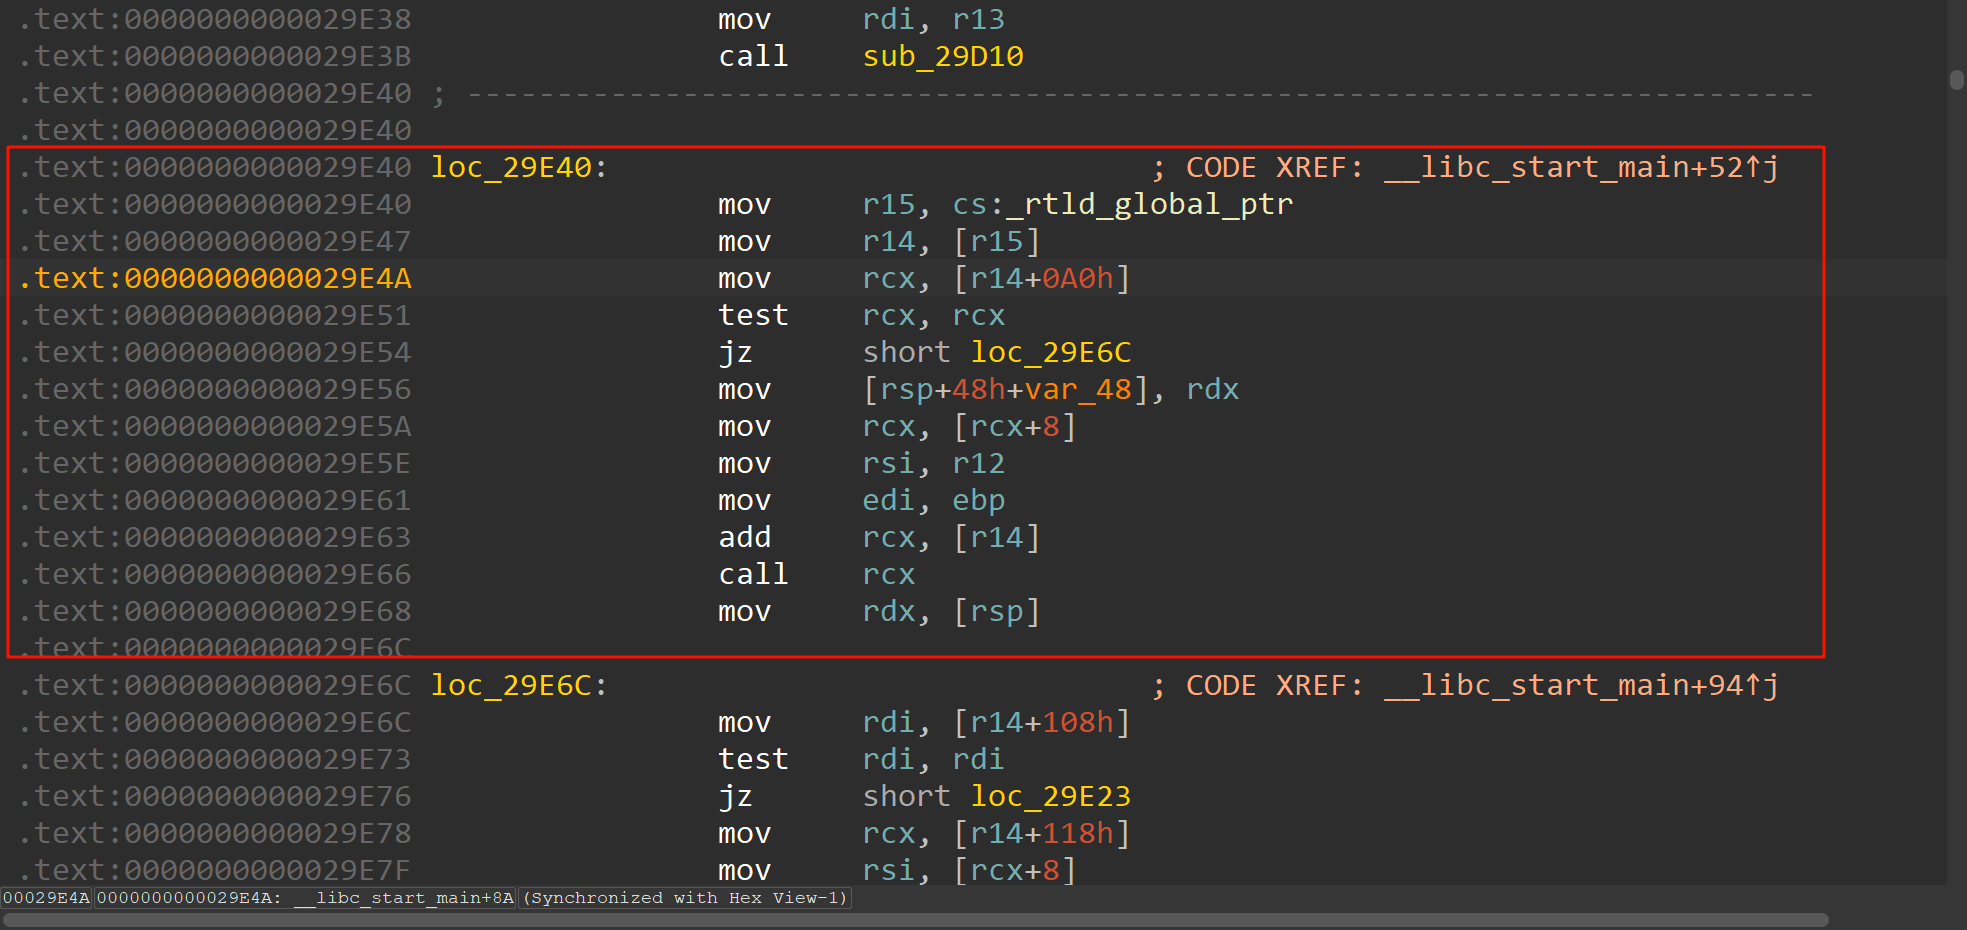 .text:0000000000029E38                 mov     rdi, r13
.text:0000000000029E3B                 call    sub_29D10
.text:0000000000029E40 ; ---------------------------------------------------------------------------
.text:0000000000029E40
.text:0000000000029E40 loc_29E40:                              ; CODE XREF: __libc_start_main+52↑j
.text:0000000000029E40                 mov     r15, cs:_rtld_global_ptr
.text:0000000000029E47                 mov     r14, [r15]
.text:0000000000029E4A                 mov     rcx, [r14+0A0h]
.text:0000000000029E51                 test    rcx, rcx
.text:0000000000029E54                 jz      short loc_29E6C
.text:0000000000029E56                 mov     [rsp+48h+var_48], rdx
.text:0000000000029E5A                 mov     rcx, [rcx+8]
.text:0000000000029E5E                 mov     rsi, r12
.text:0000000000029E61                 mov     edi, ebp
.text:0000000000029E63                 add     rcx, [r14]
.text:0000000000029E66                 call    rcx
.text:0000000000029E68                 mov     rdx, [rsp]
.text:0000000000029E6C
.text:0000000000029E6C loc_29E6C:                              ; CODE XREF: __libc_start_main+94↑j
.text:0000000000029E6C                 mov     rdi, [r14+108h]
.text:0000000000029E73                 test    rdi, rdi
.text:0000000000029E76                 jz      short loc_29E23
.text:0000000000029E78                 mov     rcx, [r14+118h]
.text:0000000000029E7F                 mov     rsi, [rcx+8]
00029E4A 0000000000029E4A: __libc_start_main+8A (Synchronized with Hex View-1)